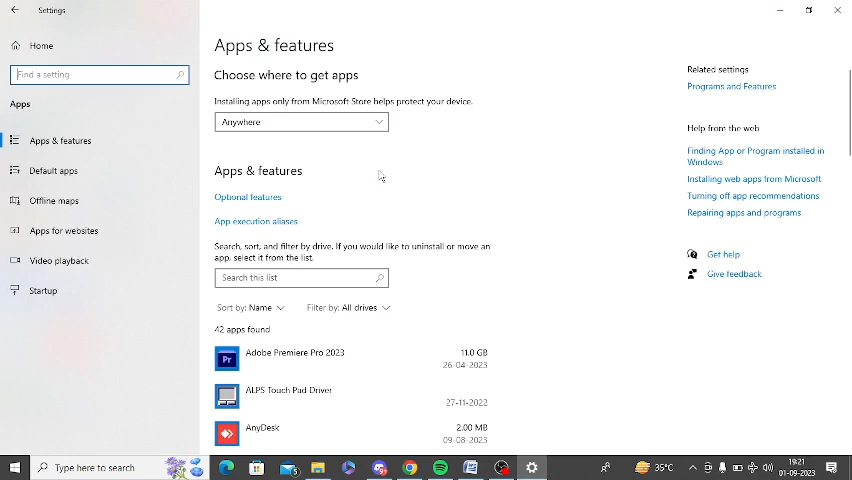 Settings
Home
Find a setting
Apps
Apps & features
Default apps
Offline maps
Apps for websites
Video playback
Startup
Apps & features
Choose where to get apps
Installing apps only from Microsoft Store helps protect your device.
Anywhere
Apps & features
Optional features
App execution aliases
Search, sort, and filter by drive. If you would like to uninstall or move an
app, select it from the list.
Search this list
Sort by: Name
Filter by: All drives
42 apps found
Pr
Adobe Premiere Pro 2023
11.0 GB
26-04-2023
ALPS Touch Pad Driver
27-11-2022
AnyDesk
2.00 MB
09-08-2023
Related settings
Programs and Features
Help from the web
Finding App or Program installed in
Windows
Installing web apps from Microsoft
Turning off app recommendations
Repairing apps and programs
Get help
Give feedback
Type here to search
5
35°C
19:21
01-09-2023